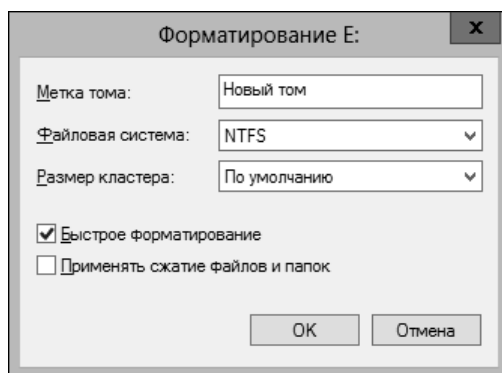 Форматирование E:
x
Метка тома: Новый том
Файловая система: NTFS
Размер кластера: По умолчанию
Быстрое форматирование
Применять сжатие файлов и папок
OK Отмена